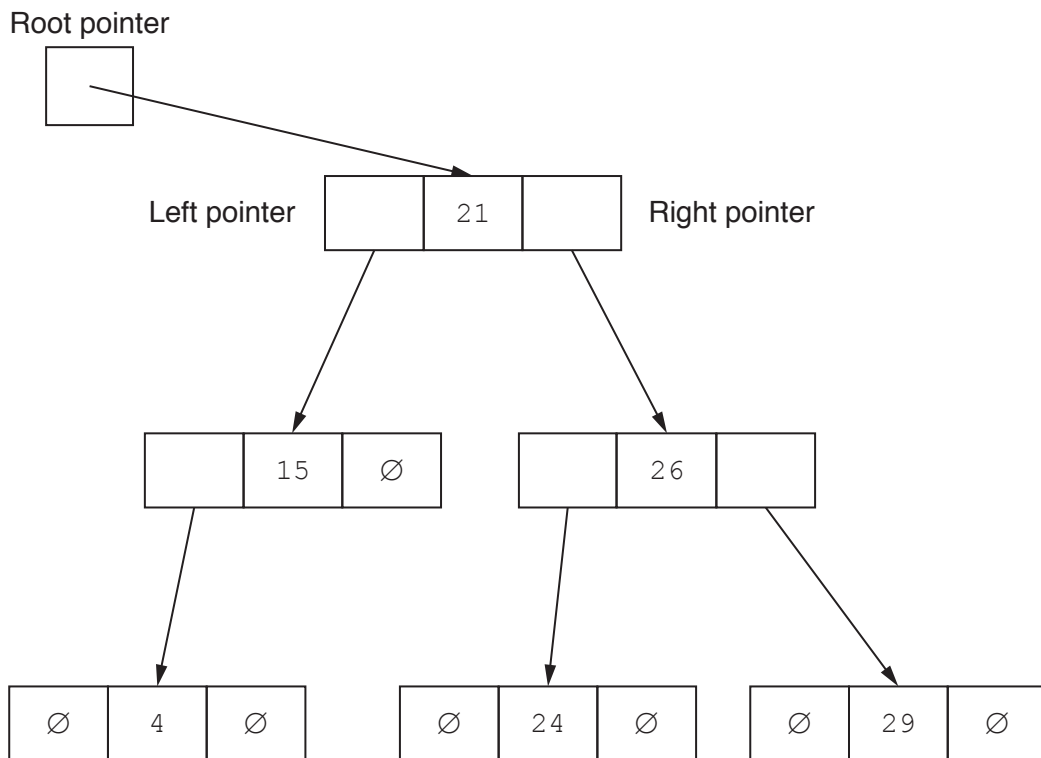 Root pointer
Left pointer 21 Right pointer
15 ∅ 26
∅ 4 ∅ ∅ 24 ∅ ∅ 29 ∅